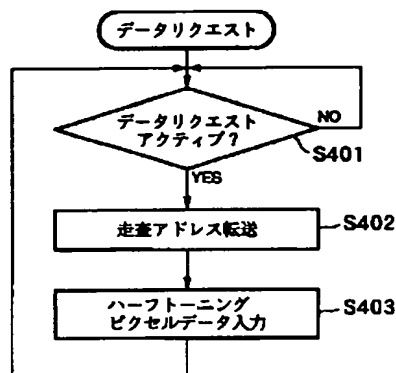 データリクエスト
データリクエスト
アクティブ?
NO
S401
YES
走査アドレス転送
S402
ハーフトーニング
ピクセルデータ入力
S403